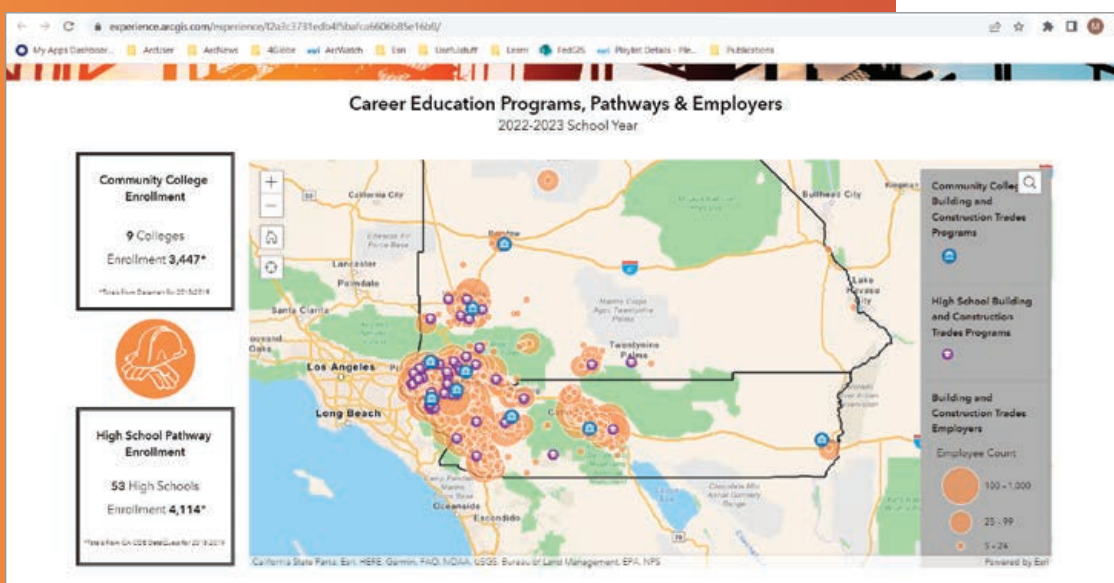 experience.arcgis.com/experience/
My Apps Dashboar...
ArcUser
ArcNews
4Globe
ArcWatch
Esri
Usefulstuff
Learn
FedGIS
Playlist Details - Ple...
Publications
Career Education Programs, Pathways & Employers
2022-2023 School Year
Community College
Enrollment
9 Colleges
Enrollment 3,447*
High School Pathway
Enrollment
53 High Schools
Enrollment 4,114*
California City
Barstow
Bullhead City
Lancaster
Palmdale
Santa Clarita
Oaks
Los Angeles
Long Beach
Twentynine
Palms
Lake
Havasu
City
Oceanside
Escondido
Community College
Building and
Construction Trades
Programs
High School Building
and Construction
Trades Programs
Building and
Construction Trades
Employers
Employee Count
100 - 1,000
25 - 99
5 - 24
California State Parks, Esri, HERE, Garmin, FAO, NOAA, USGS, Bureau of Land Management, EPA, NPS
Powered by Esri